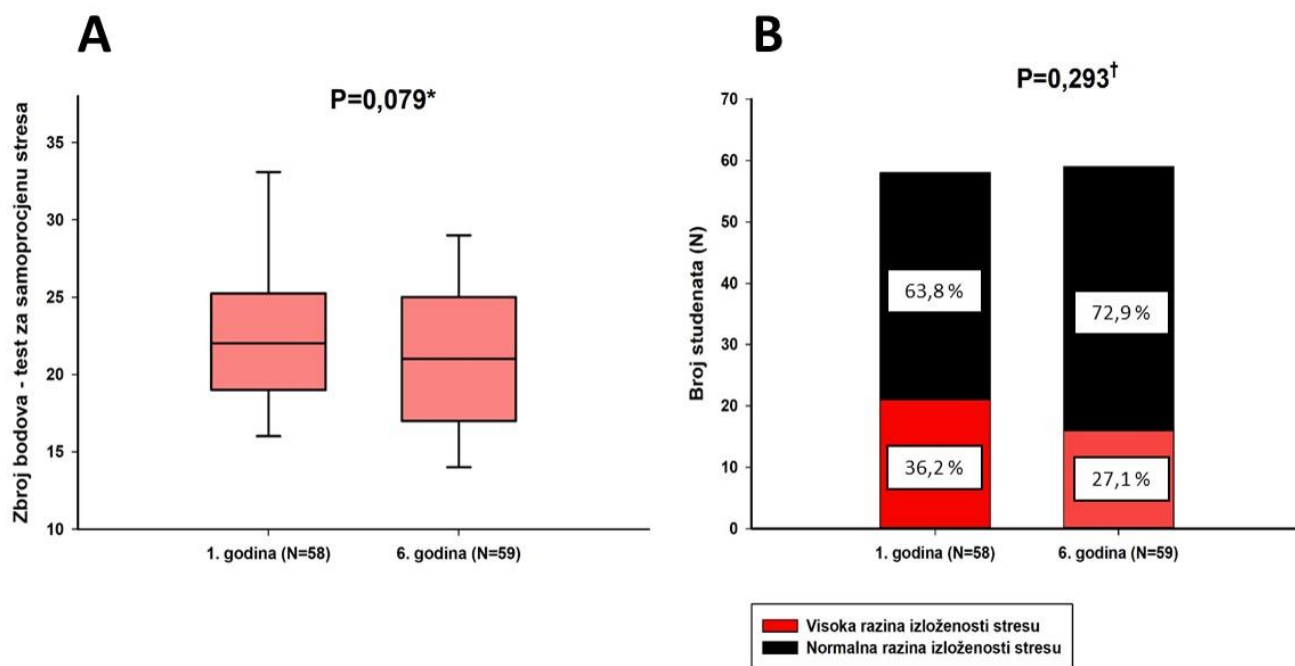 A
P=0,079*
Zbroj bodova - test za samoprocjenu stresa
35
30
25
20
15
10
1. godina (N=58)
6. godina (N=59)
B
P=0,293†
Broj studenata (N)
70
60
50
40
30
20
10
0
63,8 %
72,9 %
36,2 %
27,1 %
1. godina (N=58)
6. godina (N=59)
Visoka razina izloženosti stresu
Normalna razina izloženosti stresu